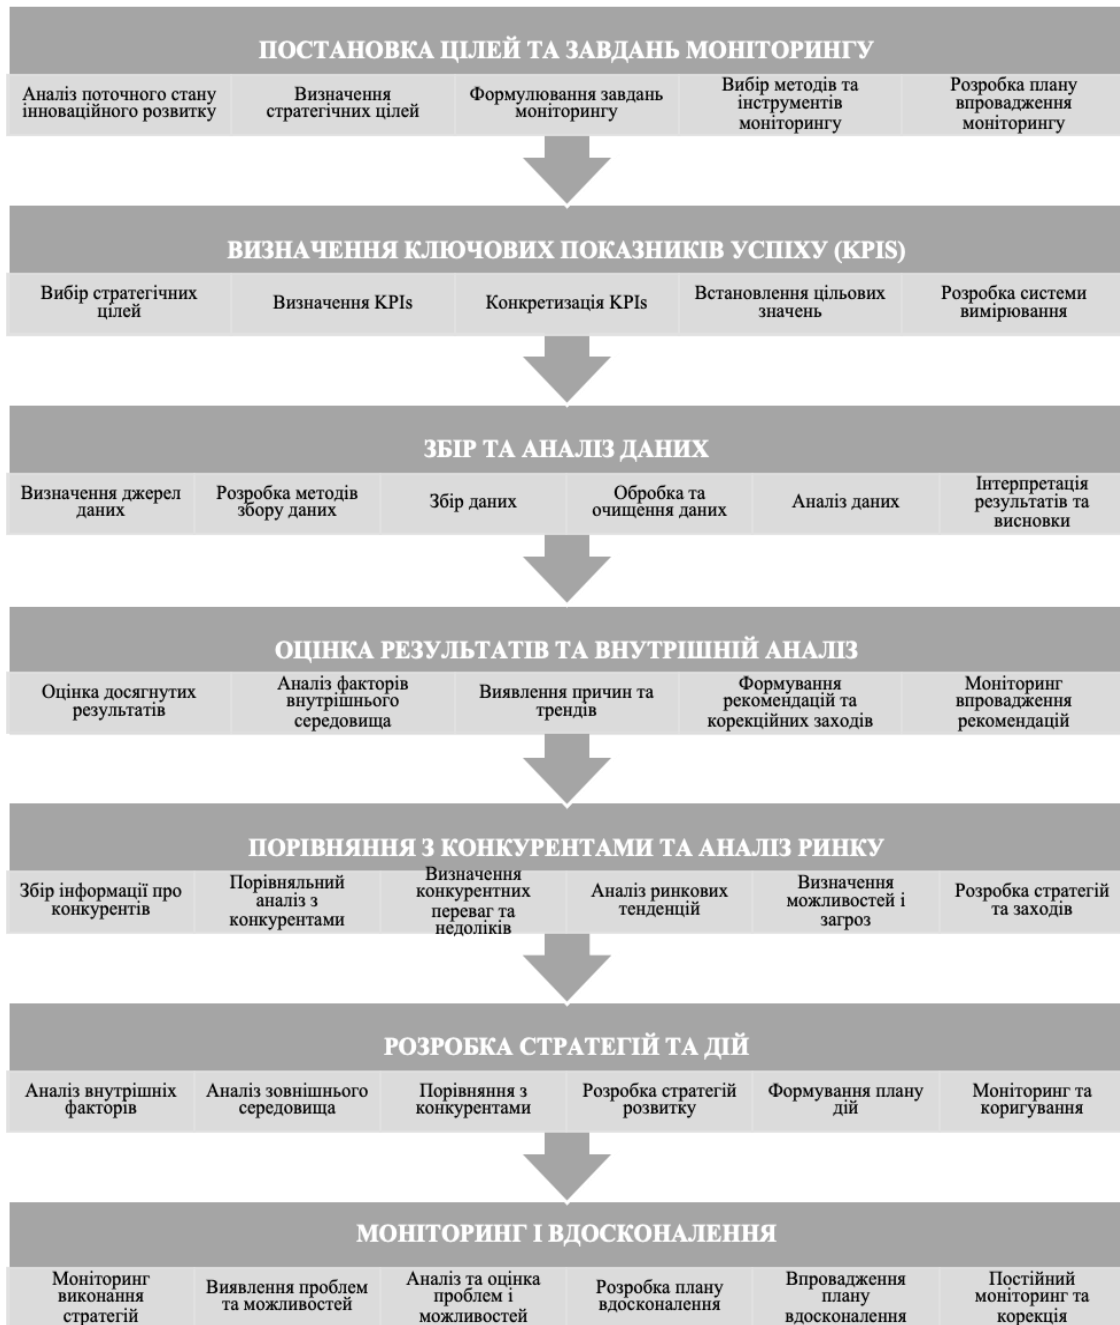 ПОСТАНОВКА ЦІЛЕЙ ТА ЗАВДАНЬ МОНІТОРИНГУ
Аналіз поточного стану
інноваційного розвитку
Визначення
стратегічних цілей
Формулювання завдань
моніторингу
Вибір методів та
інструментів
моніторингу
Розробка плану
впровадження
моніторингу
ВИЗНАЧЕННЯ КЛЮЧОВИХ ПОКАЗНИКІВ УСПІХУ (KPIS)
Вибір стратегічних
цілей
Визначення KPIs
Конкретизація KPIs
Встановлення цільових
значень
Розробка системи
вимірювання
ЗБІР ТА АНАЛІЗ ДАНИХ
Визначення джерел
даних
Розробка методів
збору даних
Збір даних
Обробка та
очищення даних
Аналіз даних
Інтерпретація
результатів та
висновки
ОЦІНКА РЕЗУЛЬТАТІВ ТА ВНУТРІШНІЙ АНАЛІЗ
Оцінка досягнутих
результатів
Аналіз факторів
внутрішнього
середовища
Виявлення причин та
трендів
Формування
рекомендацій та
корекційних заходів
Моніторинг
впровадження
рекомендацій
ПОРІВНЯННЯ З КОНКУРЕНТАМИ ТА АНАЛІЗ РИНКУ
Збір інформації про
конкурентів
Порівняльний
аналіз з
конкурентами
Визначення
конкурентних
переваг та
недоліків
Аналіз ринкових
тенденцій
Визначення
можливостей і
загроз
Розробка стратегій
та заходів
РОЗРОБКА СТРАТЕГІЙ ТА ДІЙ
Аналіз внутрішніх
факторів
Аналіз зовнішнього
середовища
Порівняння з
конкурентами
Розробка стратегій
розвитку
Формування плану
дій
Моніторинг та
коригування
МОНІТОРИНГ І ВДОСКОНАЛЕННЯ
Моніторинг
виконання
стратегій
Виявлення проблем
та можливостей
Аналіз та оцінка
проблем і
можливостей
Розробка плану
вдосконалення
Впровадження
плану
вдосконалення
Постійний
моніторинг та
корекція